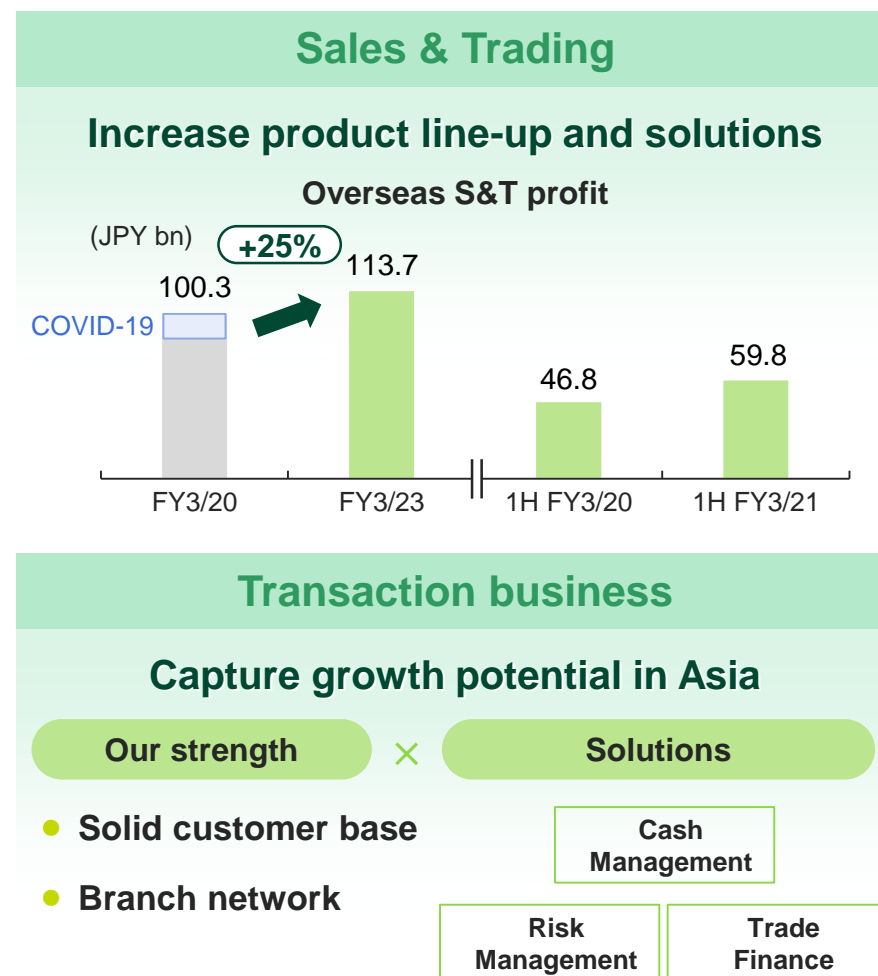 Sales & Trading
Increase product line-up and solutions
Overseas S&T profit
(JPY bn)
+25%
100.3
113.7
COVID-19
46.8
59.8
FY3/20
FY3/23
1H FY3/20
1H FY3/21
Transaction business
Capture growth potential in Asia
Our strength
×
Solutions
• Solid customer base
• Branch network
Cash
Management
Risk
Management
Trade
Finance